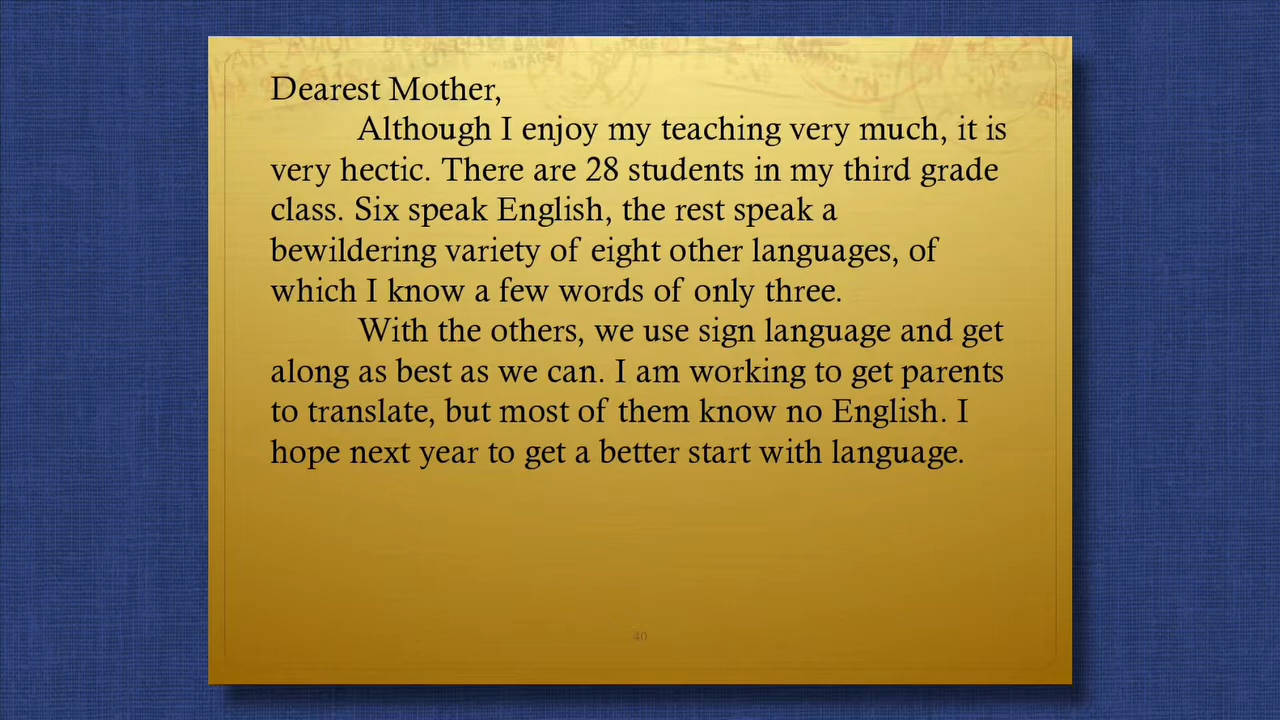 Dearest Mother,
Although I enjoy my teaching very much, it is
very hectic. There are 28 students in my third grade
class. Six speak English, the rest speak a
bewildering variety of eight other languages, of
which I know a few words of only three.
With the others, we use sign language and get
along as best as we can. I am working to get parents
to translate, but most of them know no English. I
hope next year to get a better start with language.
40